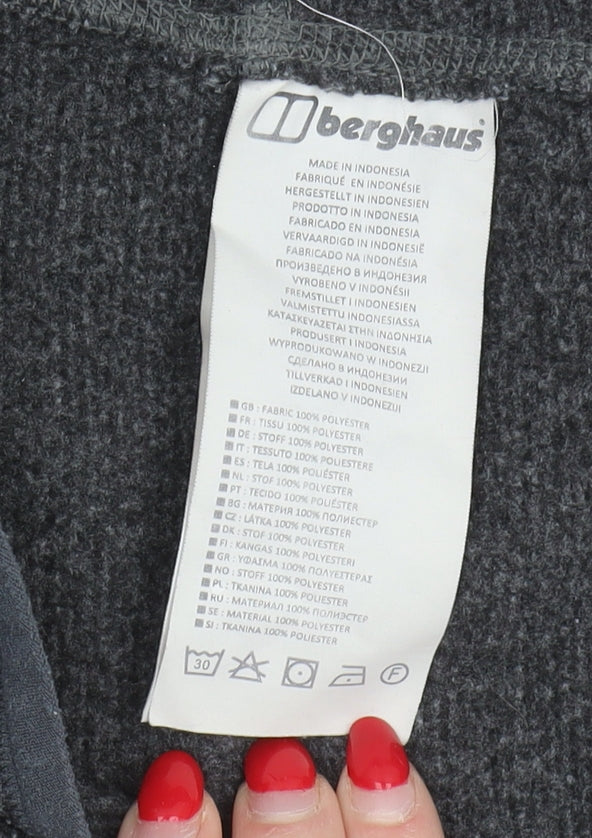 berghaus
MADE IN INDONESIA
FABRIQUÉ EN INDONÉSIE
HERGESTELLT IN INDONESIEN
PRODOTTO IN INDONESIA
FABRICADO EN INDONESIA
VERVAARDIGD IN INDONESIË
FABRICADO NA INDONÉSIA
ПРОИЗВЕДЕНО В ИНДОНЕЗИЯ
VYROBENO V INDONÉSII
FREMSTILLET I INDONESIEN
VALMISTETTU INDONESIASSA
ΚΑΤΑΣΚΕΥΑΖΕΤΑΙ ΣΤΗΝ ΙΝΔΟΝΗΣΙΑ
PRODUSERT I INDONESIA
WYPRODUKOWANO W INDONEZJI
СДЕЛАНО В ИНДОНЕЗИИ
TILLVERKAD I INDONESIEN
IZDELANO V INDONEZIJI
GB : FABRIC 100% POLYESTER
FR : TISSU 100% POLYESTER
DE : STOFF 100% POLYESTER
IT : TESSUTO 100% POLIESTERE
ES : TELA 100% POLIÉSTER
NL : STOF 100% POLYESTER
PT : TECIDO 100% POLIÉSTER
BG : МАТЕРИЯ 100% ПОЛИЕСТЕР
CZ : LÁTKA 100% POLYESTER
DK : STOF 100% POLYESTER
FI : KANGAS 100% POLYESTERI
GR : ΥΦΑΣΜΑ 100% ΠΟΛΥΕΣΤΕΡΑΣ
NO : STOFF 100% POLYESTER
PL : TKANINA 100% POLYESTER
RU : МАТЕРИАЛ 100% ПОЛИЭСТЕР
SE : MATERIAL 100% POLYESTER
SI : TKANINA 100% POLIESTER
30 F